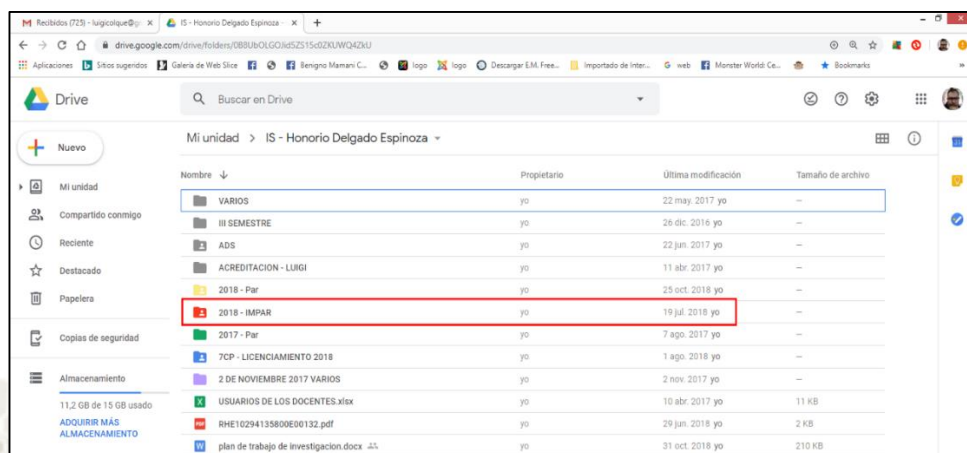 Recibidos (725) - luigicolque@g
IS - Honorio Delgado Espinoza -
drive.google.com/drive/folders/0B8UbOLGOJidSZS15c0ZKUWQ4ZkU
Aplicaciones Sitios sugeridos Galería de Web Slice Benigno Mamani C... logo logo Descargar E.M. Free... Importado de Inter... G web Monster World: Ce... Bookmarks
Drive
Buscar en Drive
Nuevo
Mi unidad > IS - Honorio Delgado Espinoza
Nombre Propietario Última modificación Tamaño de archivo
Mi unidad
Compartido conmigo
Reciente
Destacado
Papelera
Copias de seguridad
Almacenamiento
11,2 GB de 15 GB usado
ADQUIRIR MÁS
ALMACENAMIENTO
VARIOS yo 22 may. 2017 yo —
III SEMESTRE yo 26 dic. 2016 yo —
ADS yo 22 jun. 2017 yo —
ACREDITACION - LUIGI yo 11 abr. 2017 yo —
2018 - Par yo 25 oct. 2018 yo —
2018 - IMPAR yo 19 jul. 2018 yo —
2017 - Par yo 7 ago. 2017 yo —
7CP - LICENCIAMIENTO 2018 yo 1 ago. 2018 yo —
2 DE NOVIEMBRE 2017 VARIOS yo 2 nov. 2017 yo —
USUARIOS DE LOS DOCENTES.xlsx yo 10 abr. 2017 yo 11 KB
RHE10294135800E00132.pdf yo 29 jun. 2018 yo 2 KB
plan de trabajo de investigacion.docx yo 31 oct. 2018 yo 210 KB